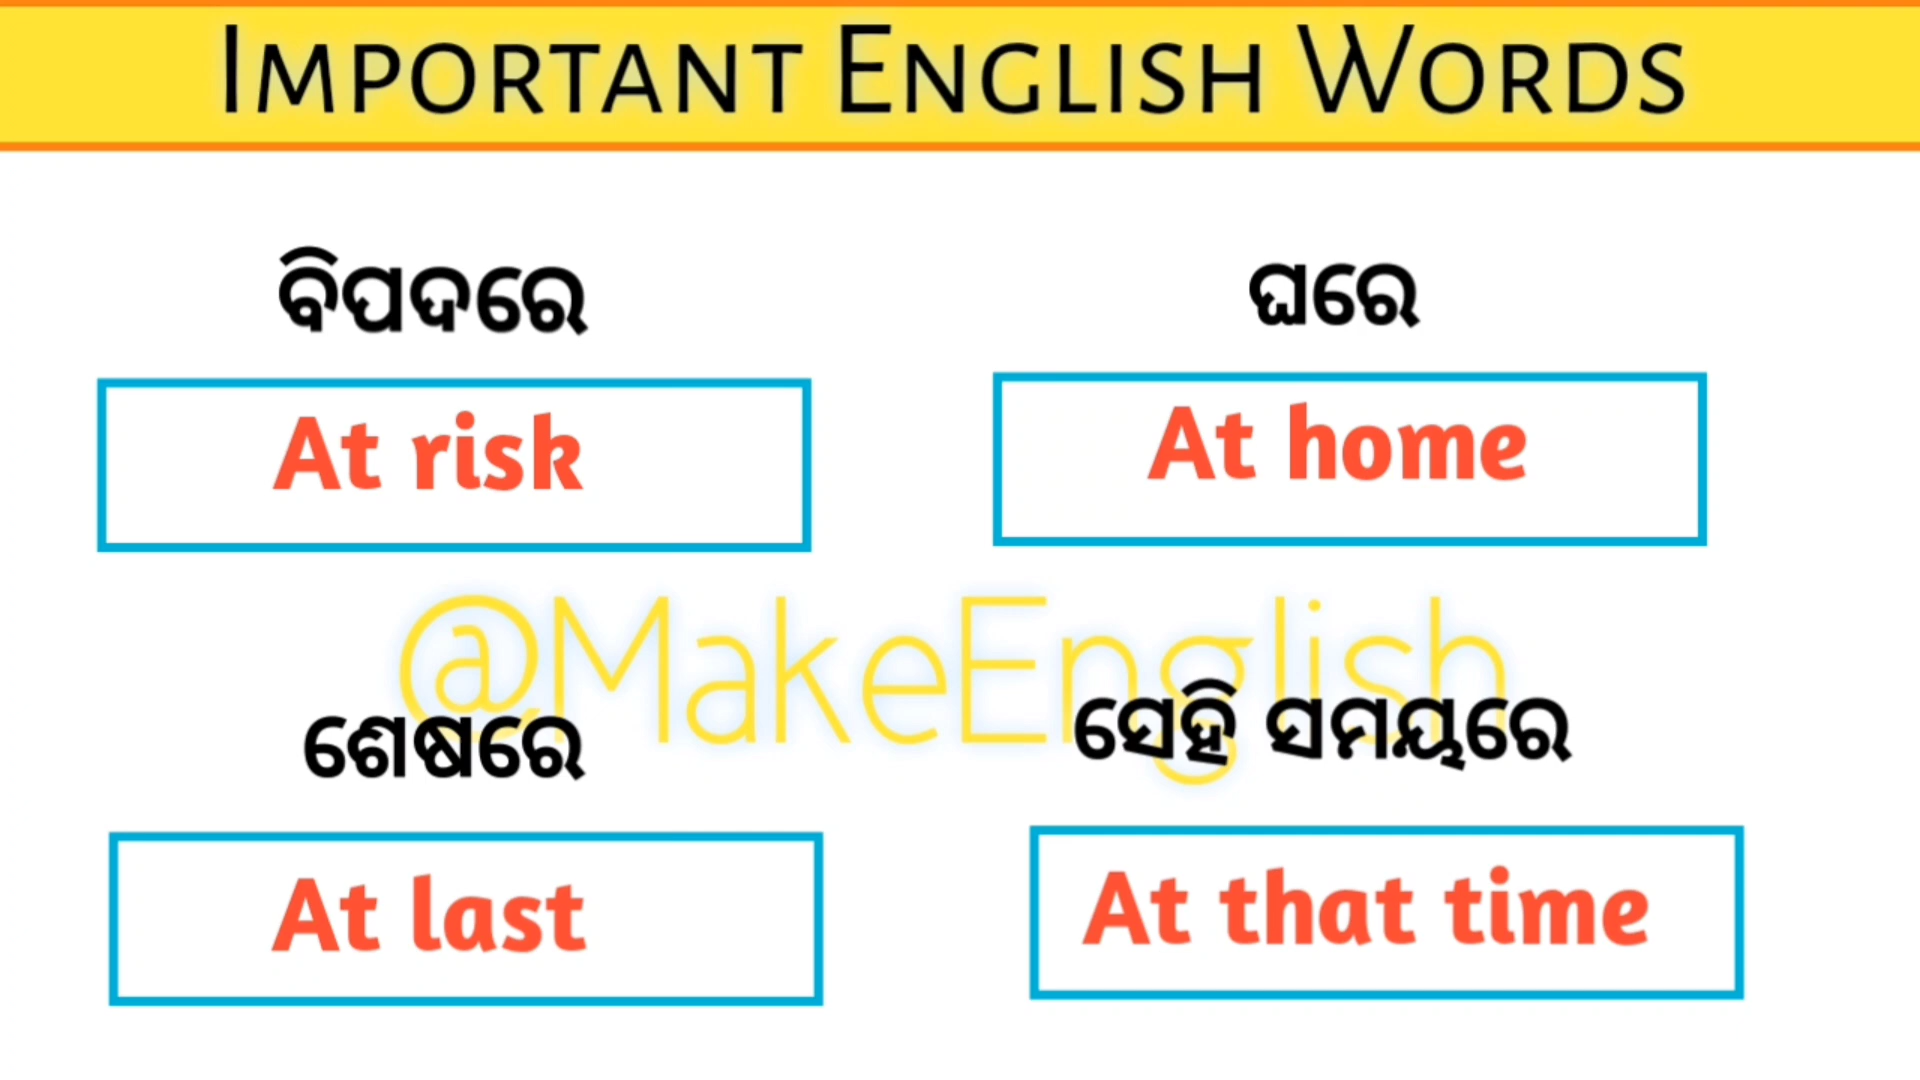 IMPORTANT ENGLISH WORDS
ବିପଦରେ
ଘରେ
At risk
At home
@MakeEnglish
ଶେଷରେ
ସେହି ସମୟରେ
At last
At that time